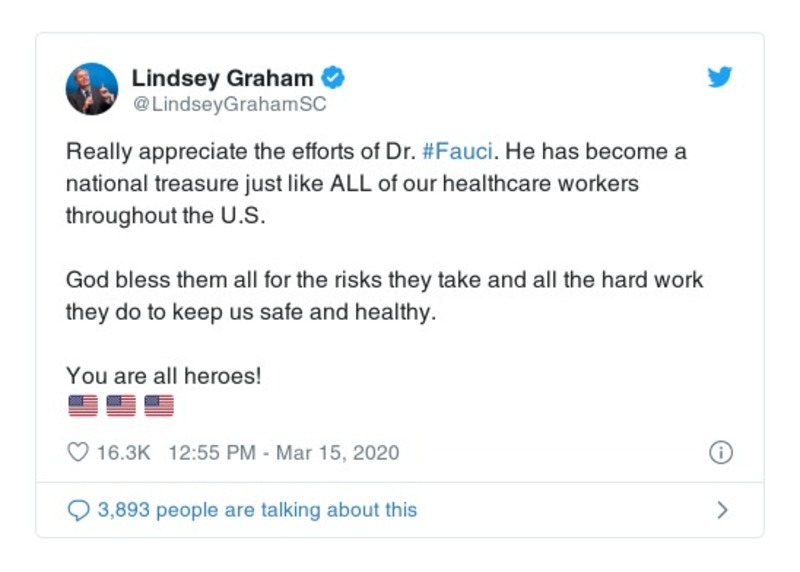 Lindsey Graham
@LindseyGrahamSC
Really appreciate the efforts of Dr. #Fauci. He has become a
national treasure just like ALL of our healthcare workers
throughout the U.S.
God bless them all for the risks they take and all the hard work
they do to keep us safe and healthy.
You are all heroes!
🇺🇸 🇺🇸 🇺🇸
16.3K 12:55 PM - Mar 15, 2020
3,893 people are talking about this